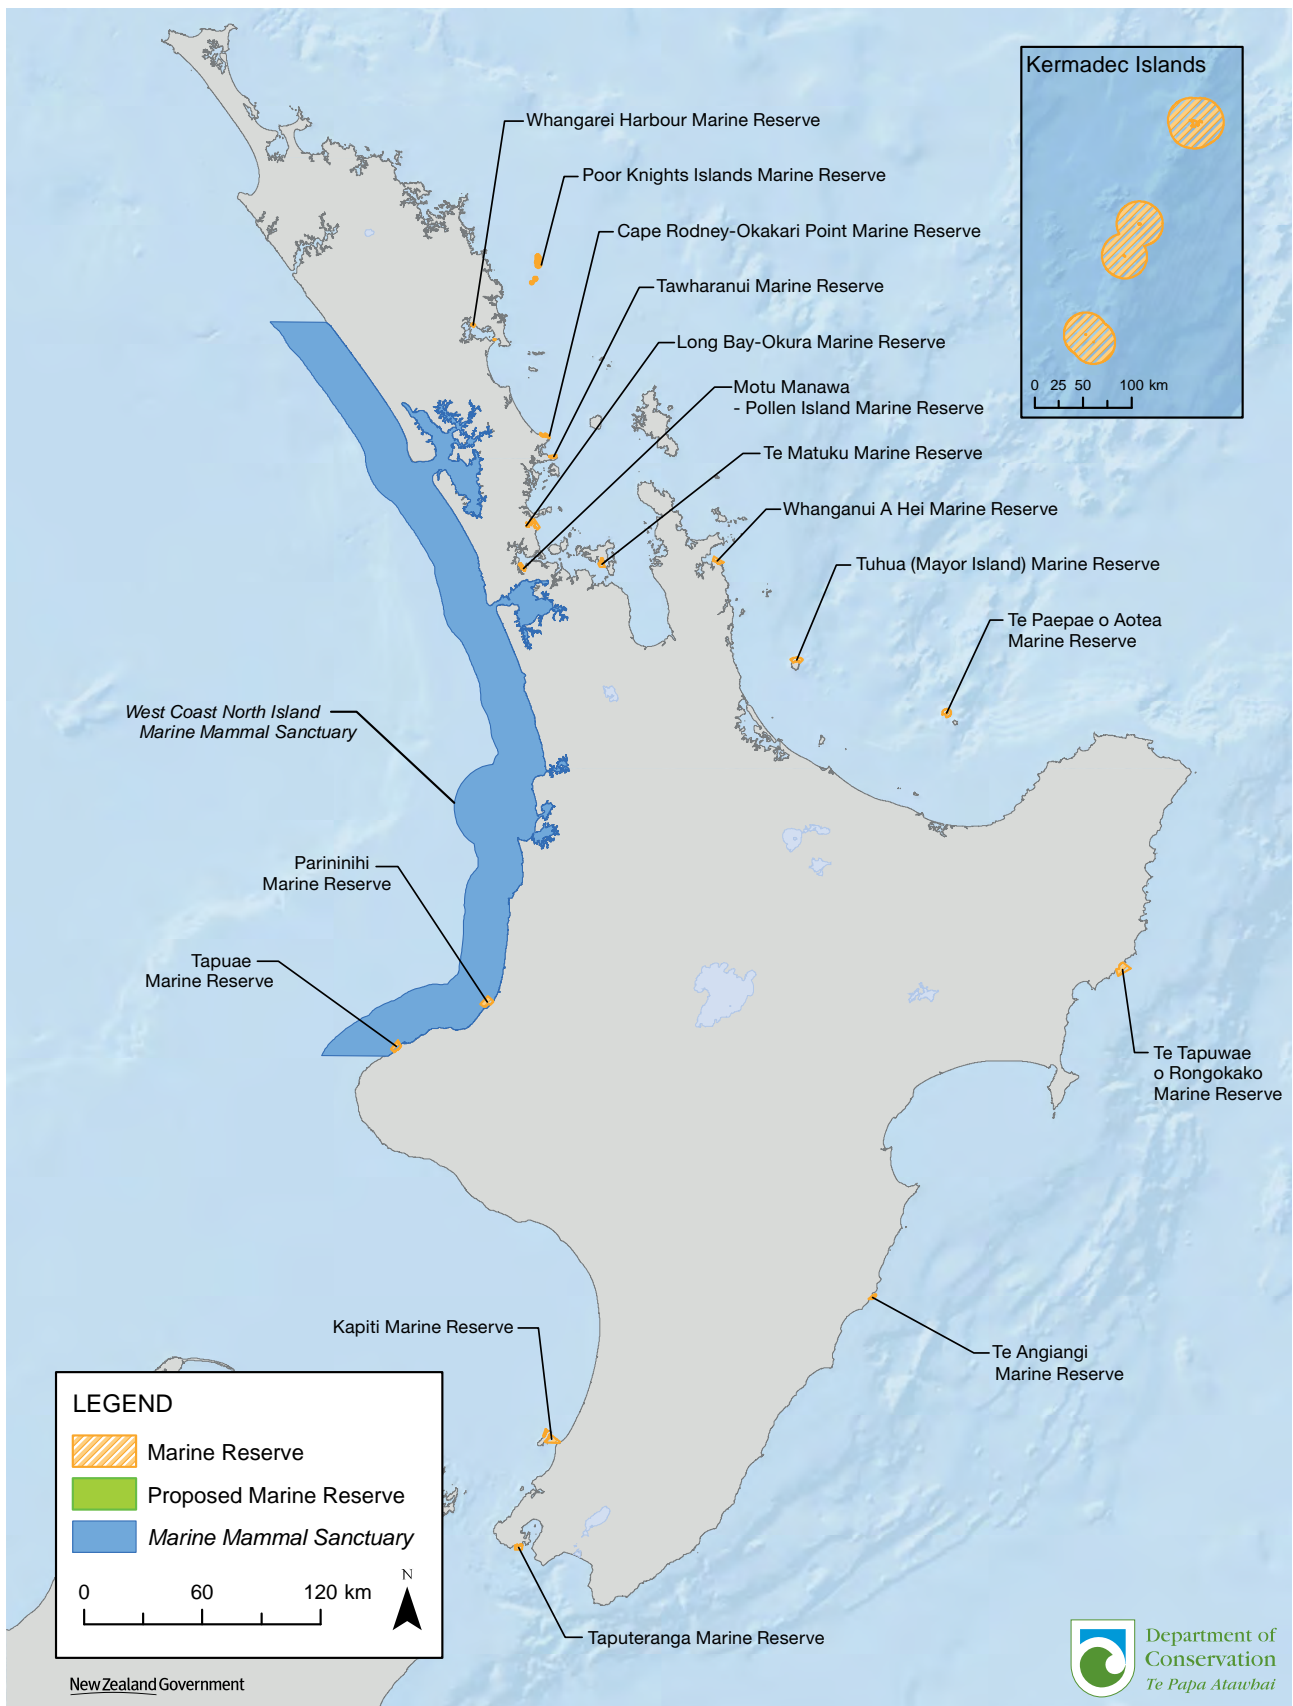 Kermadec Islands
0 25 50 100 km
Whangarei Harbour Marine Reserve
Poor Knights Islands Marine Reserve
Cape Rodney-Okakari Point Marine Reserve
Tawharanui Marine Reserve
Long Bay-Okura Marine Reserve
Motu Manawa
- Pollen Island Marine Reserve
Te Matuku Marine Reserve
Whanganui A Hei Marine Reserve
Tuhua (Mayor Island) Marine Reserve
Te Paepae o Aotea
Marine Reserve
West Coast North Island
Marine Mammal Sanctuary
Parininihi
Marine Reserve
Tapuae
Marine Reserve
Te Tapuwae
o Rongokako
Marine Reserve
Kapiti Marine Reserve
Te Angiangi
Marine Reserve
LEGEND
Marine Reserve
Proposed Marine Reserve
Marine Mammal Sanctuary
0 60 120 km
N
Taputeranga Marine Reserve
New Zealand Government
Department of
Conservation
Te Papa Atawhai